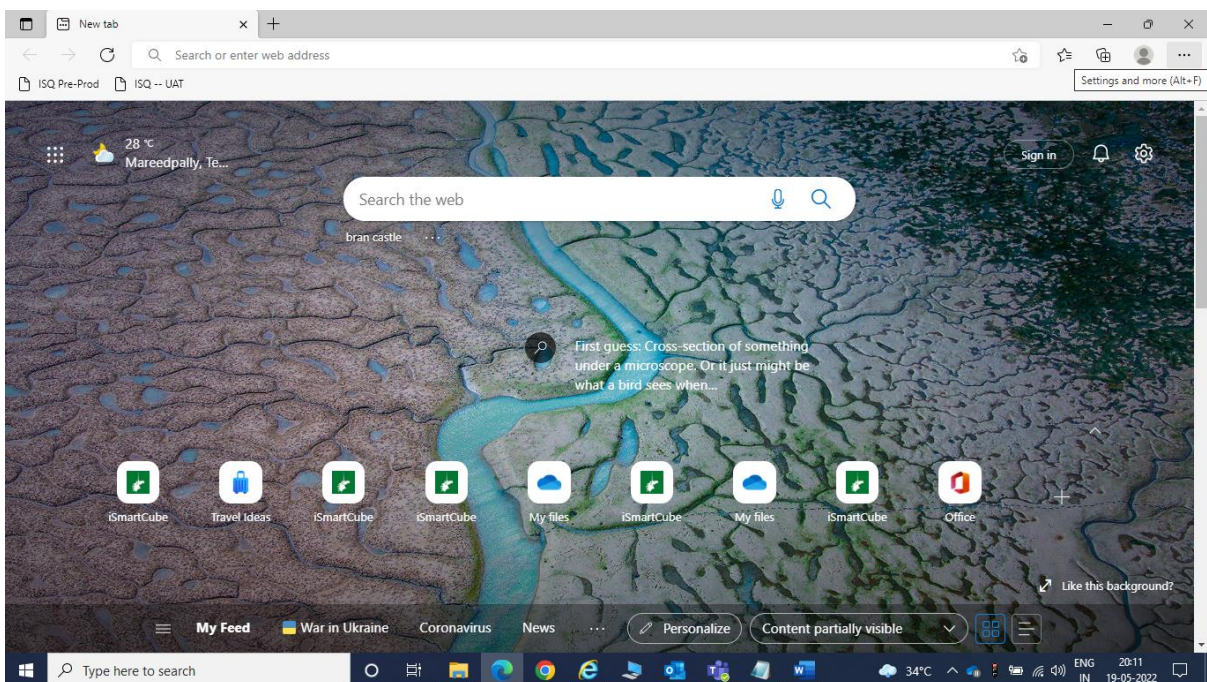 New tab
Search or enter web address
ISQ Pre-Prod ISQ -- UAT
Settings and more (Alt+F)
28 °C
Mareedpally, Te...
Sign in
Search the web
bran castle ...
First guess: Cross-section of something
under a microscope. Or it just might be
what a bird sees when...
iSmartCube Travel Ideas iSmartCube iSmartCube My files iSmartCube My files iSmartCube Office
Like this background?
My Feed War in Ukraine Coronavirus News ... Personalize Content partially visible
Type here to search 34°C ENG 20:11
IN 19-05-2022